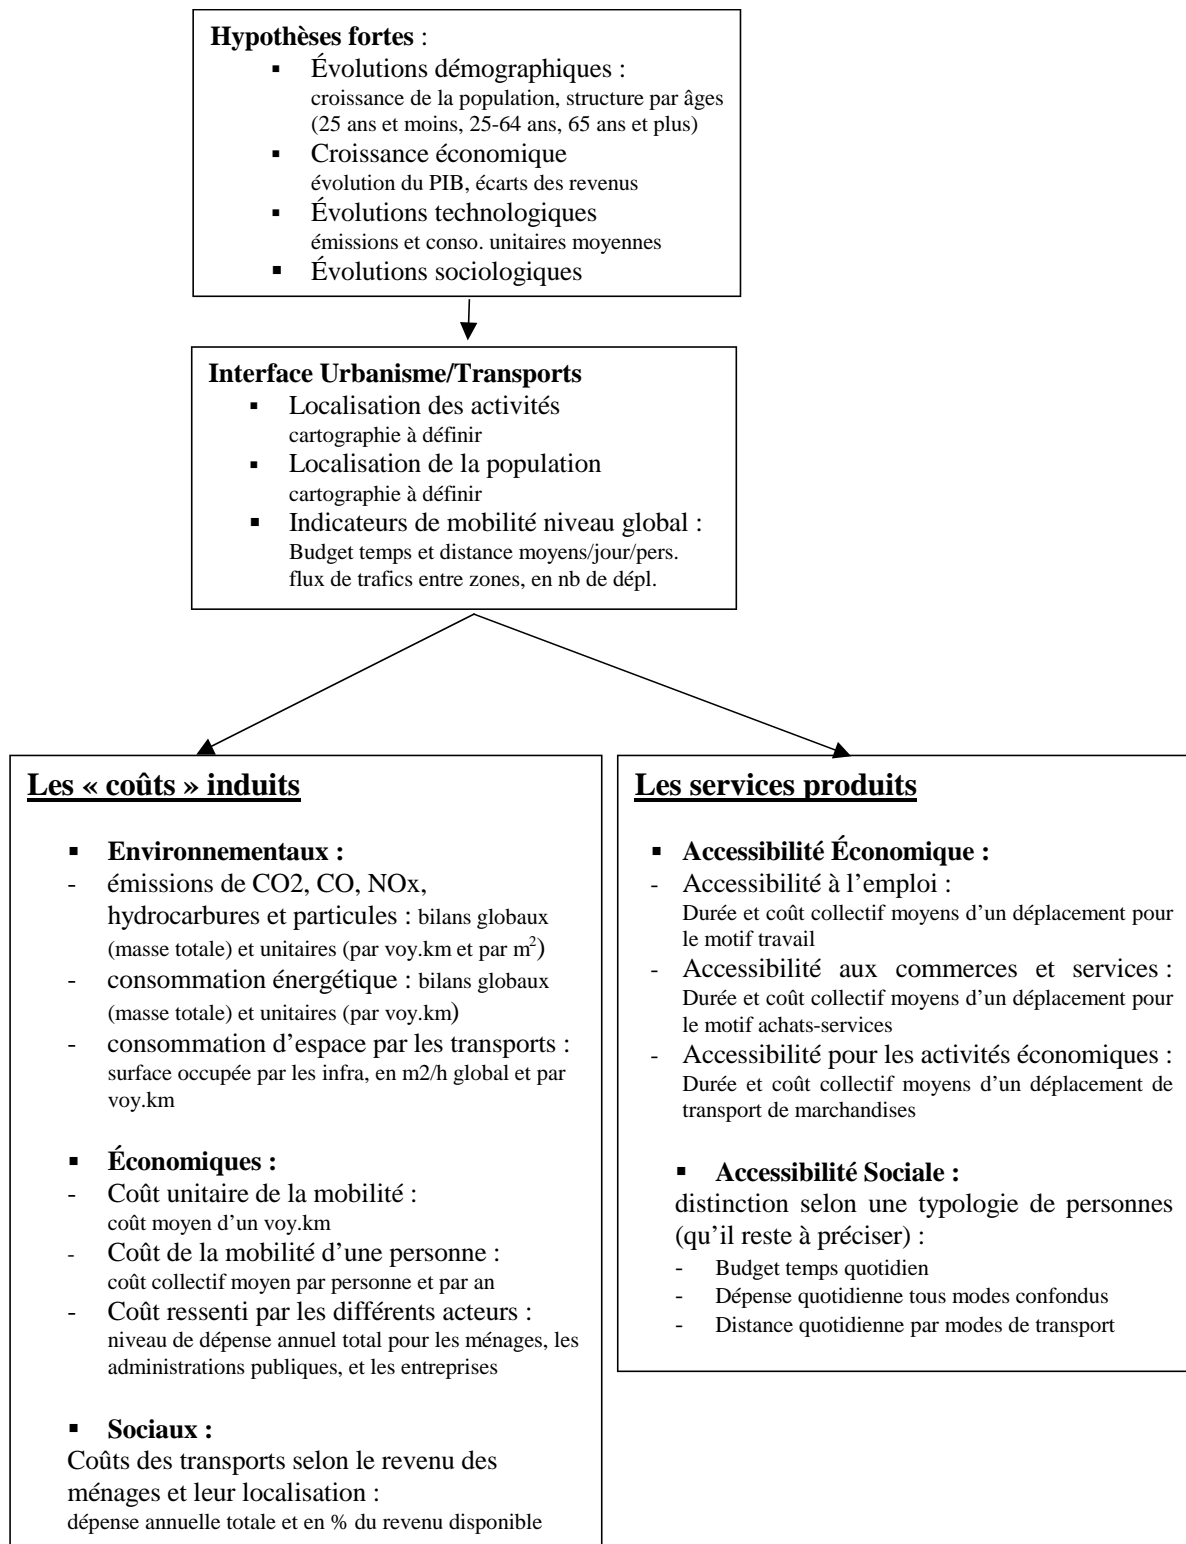 Hypothèses fortes :
▪ Évolutions démographiques :
croissance de la population, structure par âges
(25 ans et moins, 25-64 ans, 65 ans et plus)
▪ Croissance économique
évolution du PIB, écarts des revenus
▪ Évolutions technologiques
émissions et conso. unitaires moyennes
▪ Évolutions sociologiques
Interface Urbanisme/Transports
▪ Localisation des activités
cartographie à définir
▪ Localisation de la population
cartographie à définir
▪ Indicateurs de mobilité niveau global :
Budget temps et distance moyens/jour/pers.
flux de trafics entre zones, en nb de dépl.
Les « coûts » induits
▪ Environnementaux :
- émissions de CO2, CO, NOx,
hydrocarbures et particules : bilans globaux
(masse totale) et unitaires (par voy.km et par m²)
- consommation énergétique : bilans globaux
(masse totale) et unitaires (par voy.km)
- consommation d'espace par les transports :
surface occupée par les infra, en m2/h global et par
voy.km
▪ Économiques :
- Coût unitaire de la mobilité :
coût moyen d'un voy.km
- Coût de la mobilité d'une personne :
coût collectif moyen par personne et par an
- Coût ressenti par les différents acteurs :
niveau de dépense annuel total pour les ménages, les
administrations publiques, et les entreprises
▪ Sociaux :
Coûts des transports selon le revenu des
ménages et leur localisation :
dépense annuelle totale et en % du revenu disponible
Les services produits
▪ Accessibilité Économique :
- Accessibilité à l'emploi :
Durée et coût collectif moyens d'un déplacement pour
le motif travail
- Accessibilité aux commerces et services :
Durée et coût collectif moyens d'un déplacement pour
le motif achats-services
- Accessibilité pour les activités économiques :
Durée et coût collectif moyens d'un déplacement de
transport de marchandises
▪ Accessibilité Sociale :
distinction selon une typologie de personnes
(qu'il reste à préciser) :
- Budget temps quotidien
- Dépense quotidienne tous modes confondus
- Distance quotidienne par modes de transport